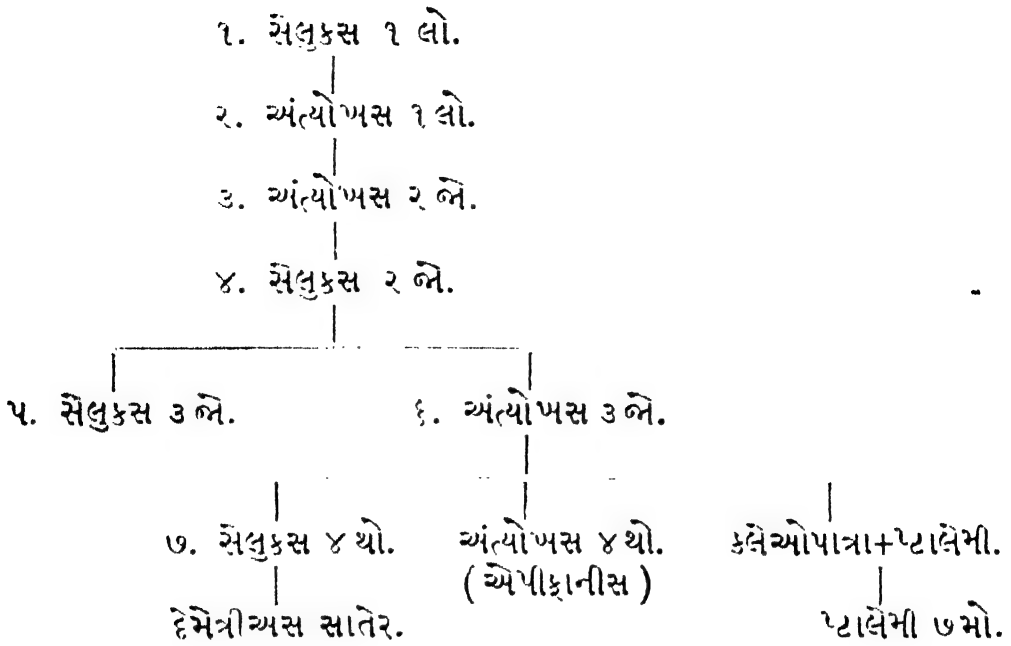 ૧. સેલુકસ ૧ લો.
૨. અંત્યોખસ ૧ લો.
૩. અંત્યોખસ ૨ જો.
૪. સેલુકસ ૨ જો.
૫. સેલુકસ ૩ જો. ૬. અંત્યોખસ ૩ જો.
૭. સેલુકસ ૪ થો. અંત્યોખસ ૪ થો. કલેઓપાત્રા+પ્ટાલેમી.
( એપીફાનીસ )
દેમેત્રીઅસ સાતેર. પ્ટાલેમી ૭ મો.